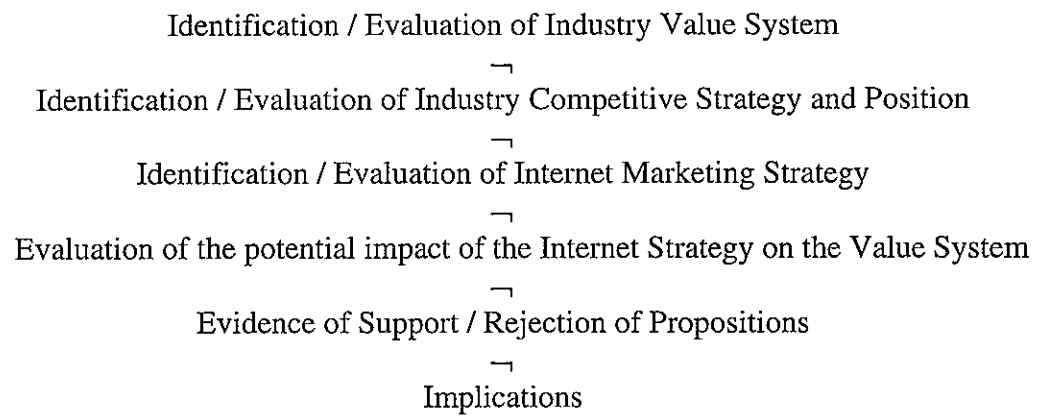 Identification / Evaluation of Industry Value System
¬
Identification / Evaluation of Industry Competitive Strategy and Position
¬
Identification / Evaluation of Internet Marketing Strategy
¬
Evaluation of the potential impact of the Internet Strategy on the Value System
¬
Evidence of Support / Rejection of Propositions
¬
Implications